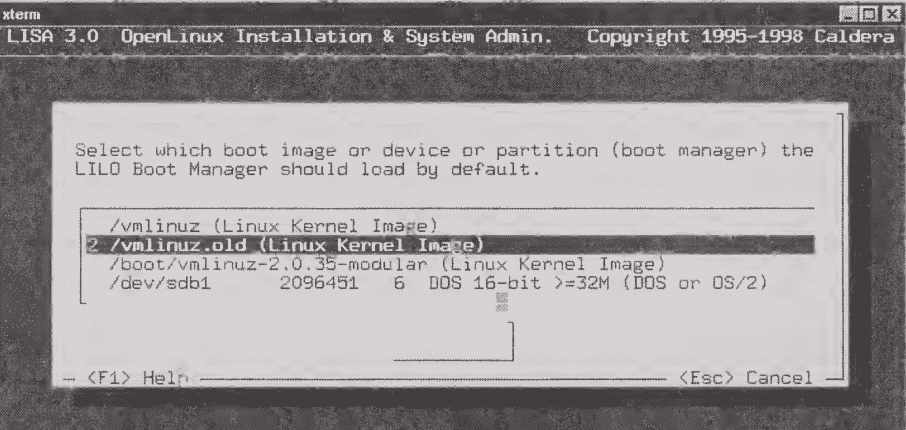 xterm
LISA 3.0 OpenLinux Installation & System Admin. Copyright 1995-1998 Caldera
Select which boot image or device or partition (boot manager) the
LILO Boot Manager should load by default.
/vmlinuz (Linux Kernel Image)
2 /vmlinuz.old (Linux Kernel Image)
/boot/vmlinuz-2.0.35-modular (Linux Kernel Image)
/dev/sdb1 2096451 6 DOS 16-bit >=32M (DOS or OS/2)
<F1> Help <Esc> Cancel